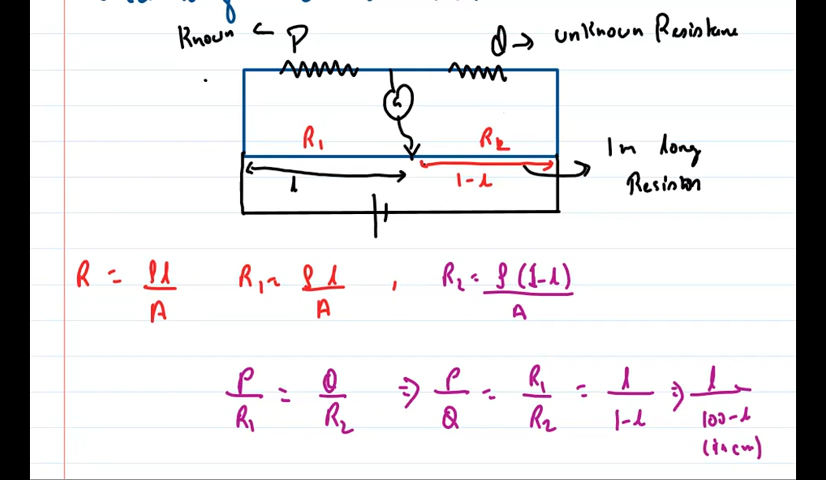 Known ← P
Q → unknown Resistane
G
R₁
R₂
1m long
l
1-l
Resistor
R = ρl/A
R₁ = ρl/A , R₂ = ρ(1-l)/A
P/R₁ = Q/R₂ ⇒ P/Q = R₁/R₂ = l/1-l ⇒ l/100-l
(in cm)